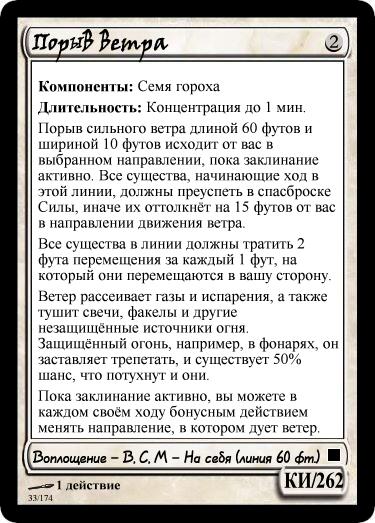 Порыв Ветра
2
Компоненты: Семя гороха
Длительность: Концентрация до 1 мин.
Порыв сильного ветра длиной 60 футов и
шириной 10 футов исходит от вас в
выбранном направлении, пока заклинание
активно. Все существа, начинающие ход в
этой линии, должны преуспеть в спасброске
Силы, иначе их оттолкнёт на 15 футов от вас
в направлении движения ветра.
Все существа в линии должны тратить 2
фута перемещения за каждый 1 фут, на
который они перемещаются в вашу сторону.
Ветер рассеивает газы и испарения, а также
тушит свечи, факелы и другие
незащищённые источники огня.
Защищённый огонь, например, в фонарях, он
заставляет трепетать, и существует 50%
шанс, что потухнут и они.
Пока заклинание активно, вы можете в
каждом своём ходу бонусным действием
менять направление, в котором дует ветер.
Воплощение – В, С, М – На себя (линия 60 фт.)
КИ/262
1 действие
33/174